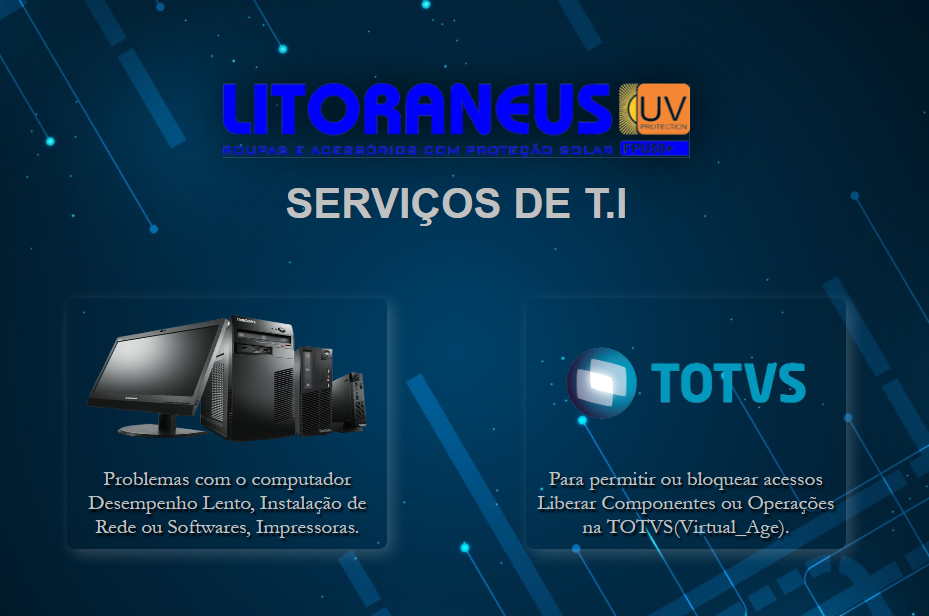 LITORANEUS
UV
PROTECTION
ROUPAS E ACESSÓRIOS COM PROTEÇÃO SOLAR
SERVIÇOS DE T.I
TOTVS
Problemas com o computador
Desempenho Lento, Instalação de
Rede ou Softwares, Impressoras.
Para permitir ou bloquear acessos
Liberar Componentes ou Operações
na TOTVS(Virtual_Age).